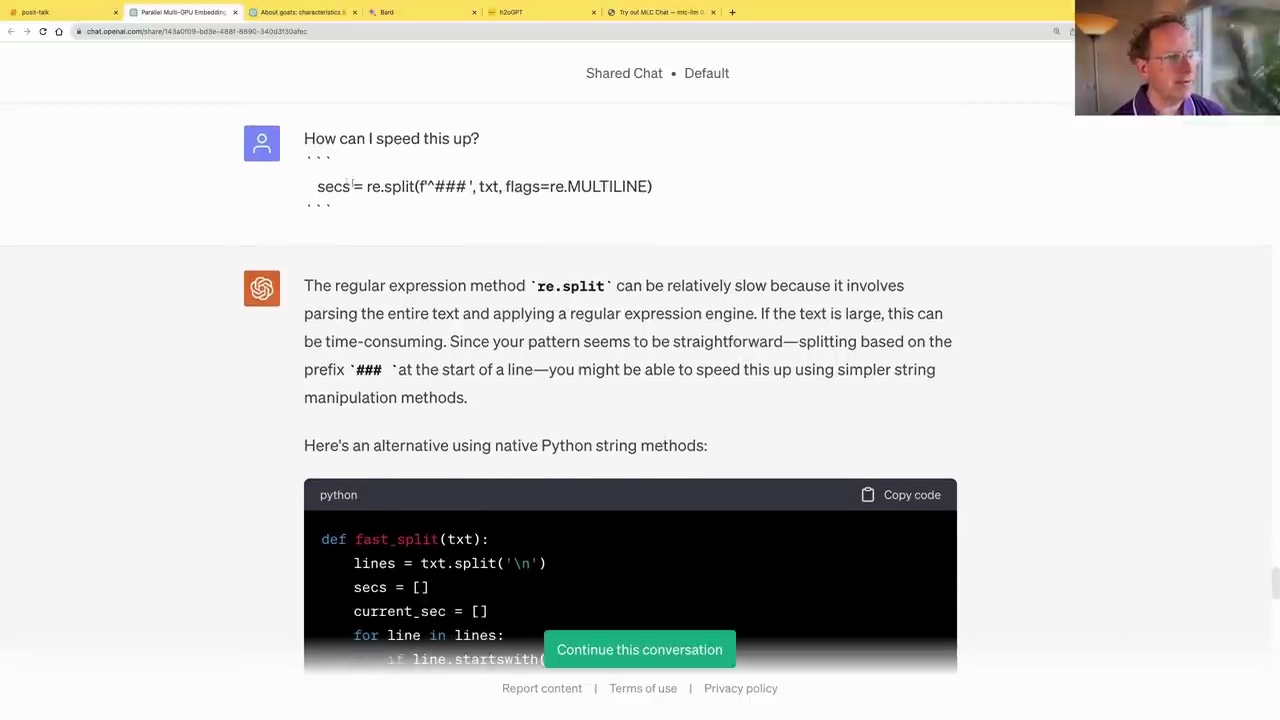 posit-talk
Parallel Multi-GPU Embedding
About goats: characteristics &
Bard
h2oGPT
Try out MLC Chat — mlc-llm 0
chat.openai.com/share/143a0f09-bd3e-488f-8890-340d3f30afec
Shared Chat • Default
How can I speed this up?
```
secs = re.split(f'^### ', txt, flags=re.MULTILINE)
```
The regular expression method `re.split` can be relatively slow because it involves
parsing the entire text and applying a regular expression engine. If the text is large, this can
be time-consuming. Since your pattern seems to be straightforward—splitting based on the
prefix `### ` at the start of a line—you might be able to speed this up using simpler string
manipulation methods.
Here's an alternative using native Python string methods:
python
Copy code
def fast_split(txt):
lines = txt.split('\n')
secs = []
current_sec = []
for line in lines:
if line.startswith(
Continue this conversation
Report content | Terms of use | Privacy policy